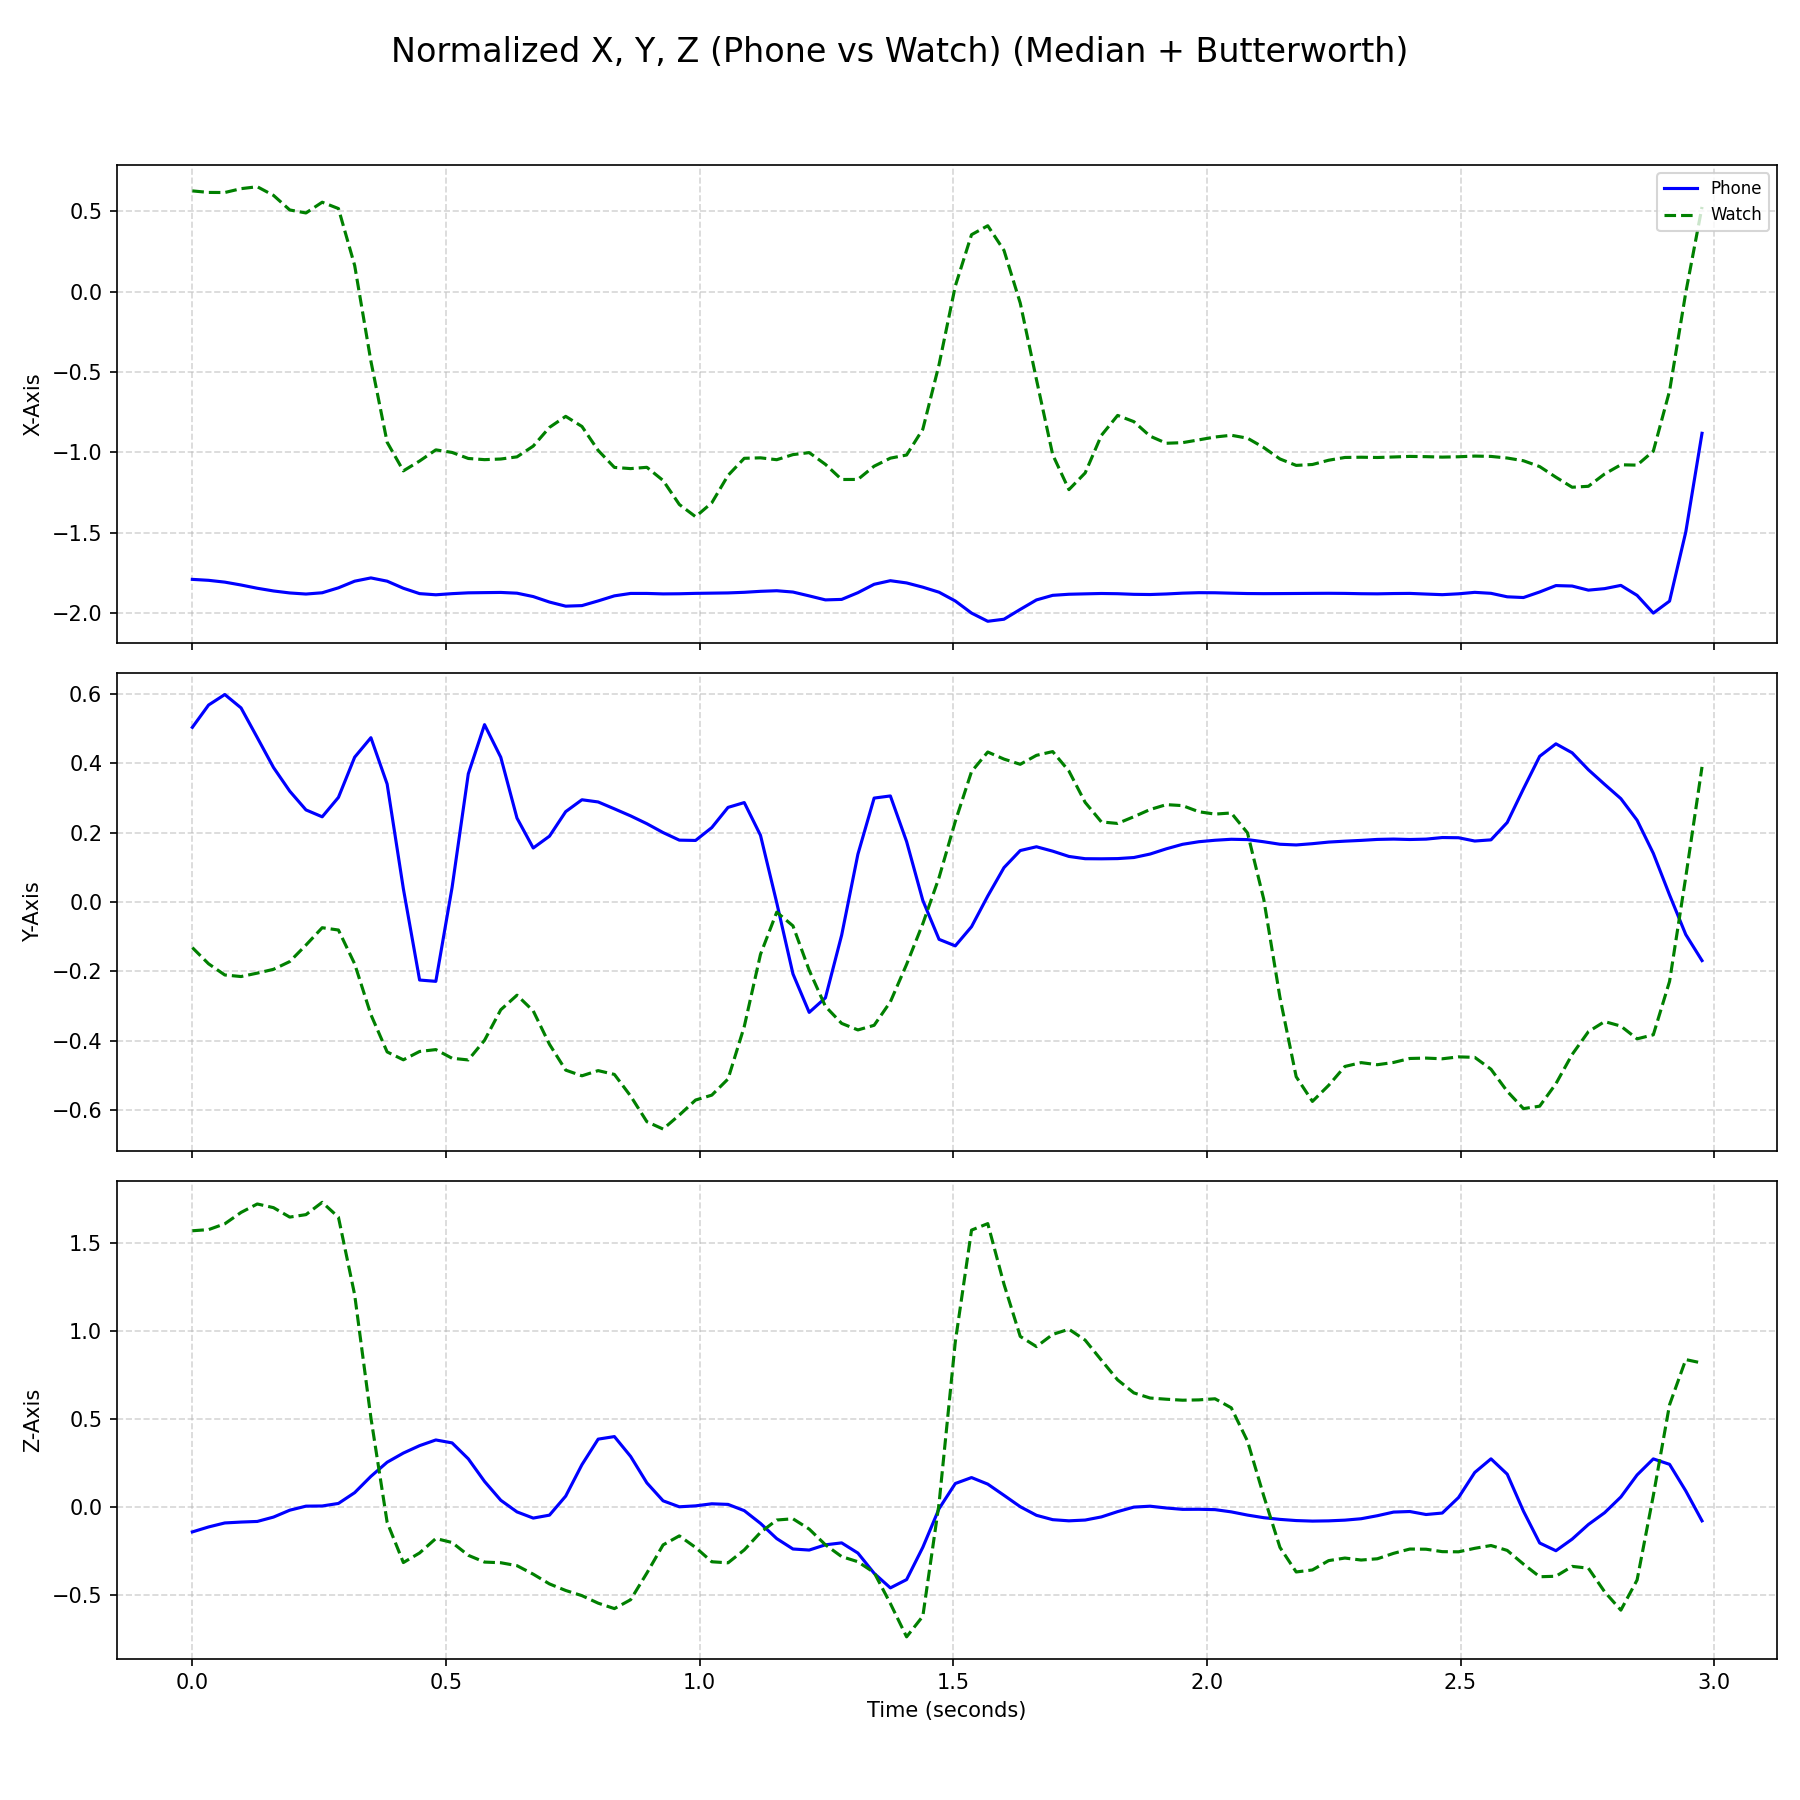 Normalized X, Y, Z (Phone vs Watch) (Median + Butterworth)
Phone
Watch
X-Axis
0.5
0.0
−0.5
−1.0
−1.5
−2.0
Y-Axis
0.6
0.4
0.2
0.0
−0.2
−0.4
−0.6
Z-Axis
1.5
1.0
0.5
0.0
−0.5
0.0 0.5 1.0 1.5 2.0 2.5 3.0
Time (seconds)